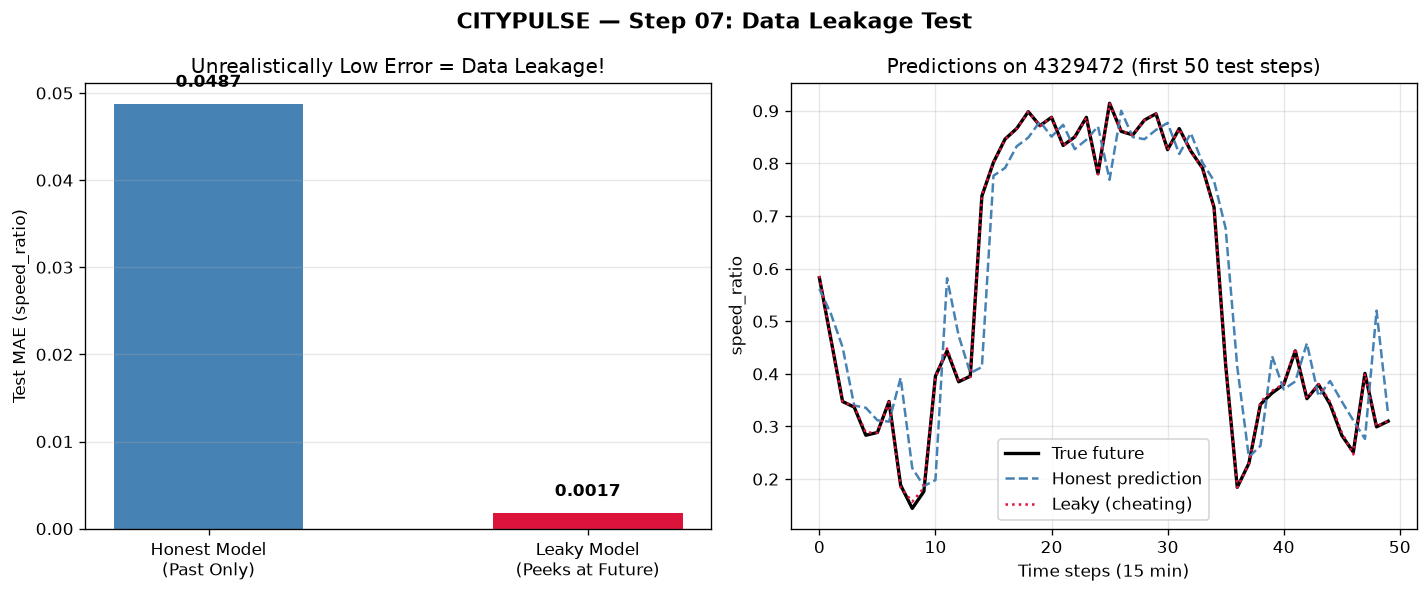 CITYPULSE — Step 07: Data Leakage Test
Unrealistically Low Error = Data Leakage!
0.0487
0.05
0.04
0.03
0.02
0.01
0.00
Test MAE (speed_ratio)
0.0017
Honest Model
(Past Only)
Leaky Model
(Peeks at Future)
Predictions on 4329472 (first 50 test steps)
0.9
0.8
0.7
0.6
0.5
0.4
0.3
0.2
speed_ratio
True future
Honest prediction
Leaky (cheating)
0 10 20 30 40 50
Time steps (15 min)